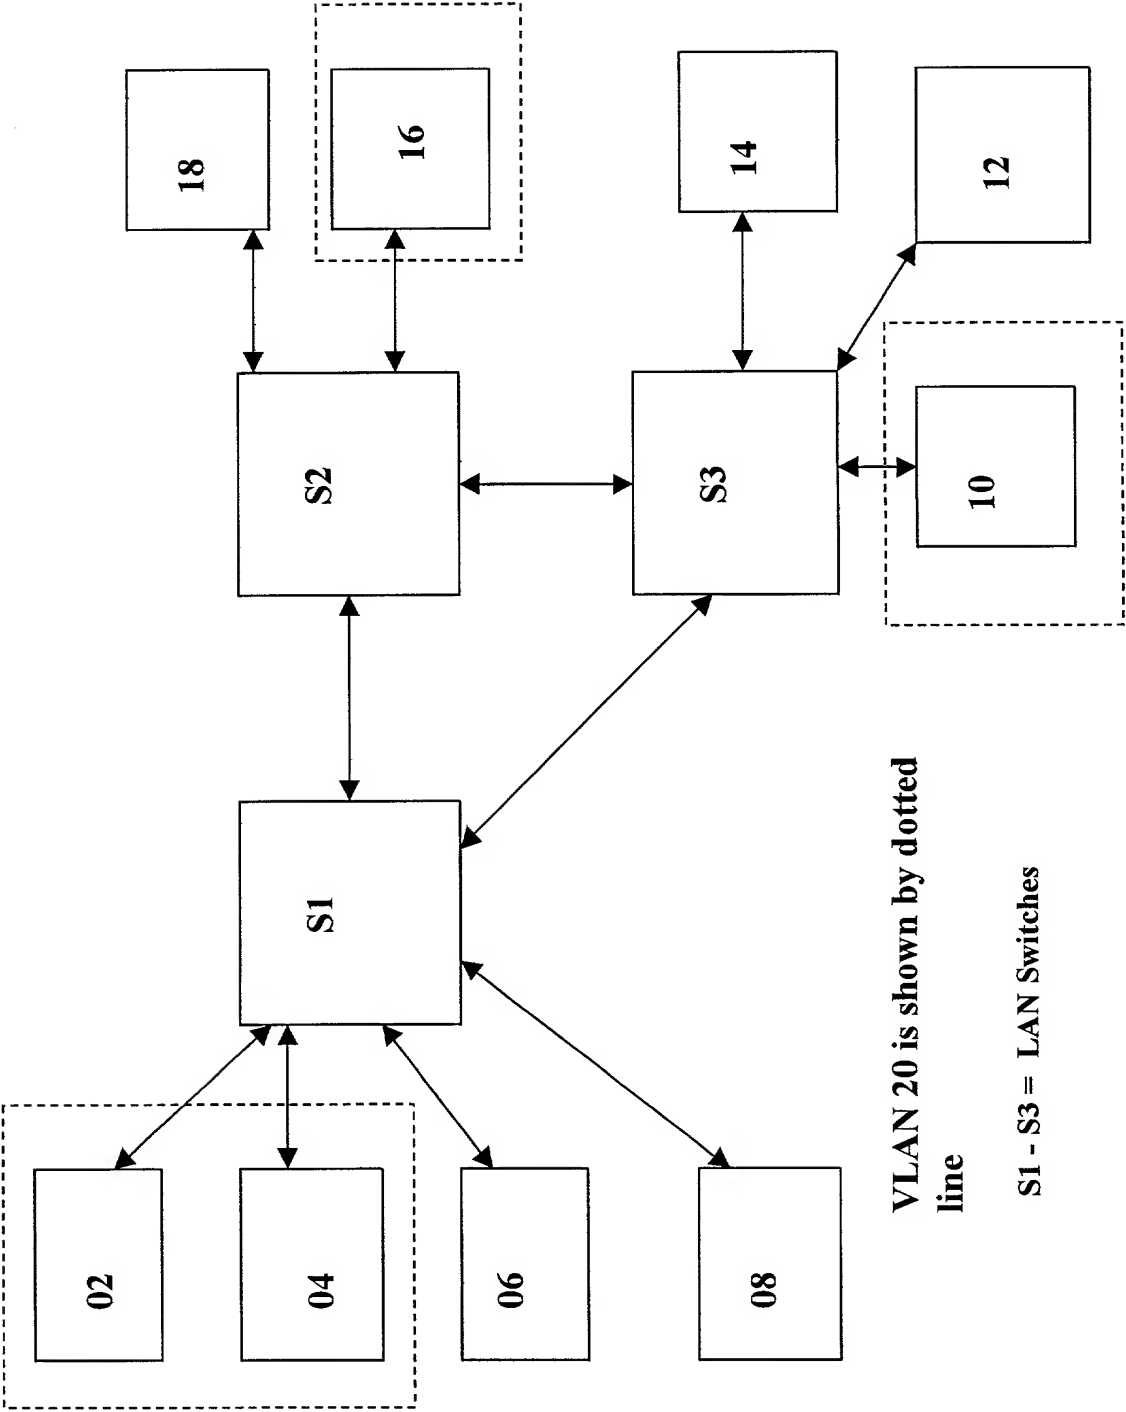 02
04
06
08
S1
S2
S3
10
12
14
16
18
VLAN 20 is shown by dotted
line
S1 - S3 = LAN Switches